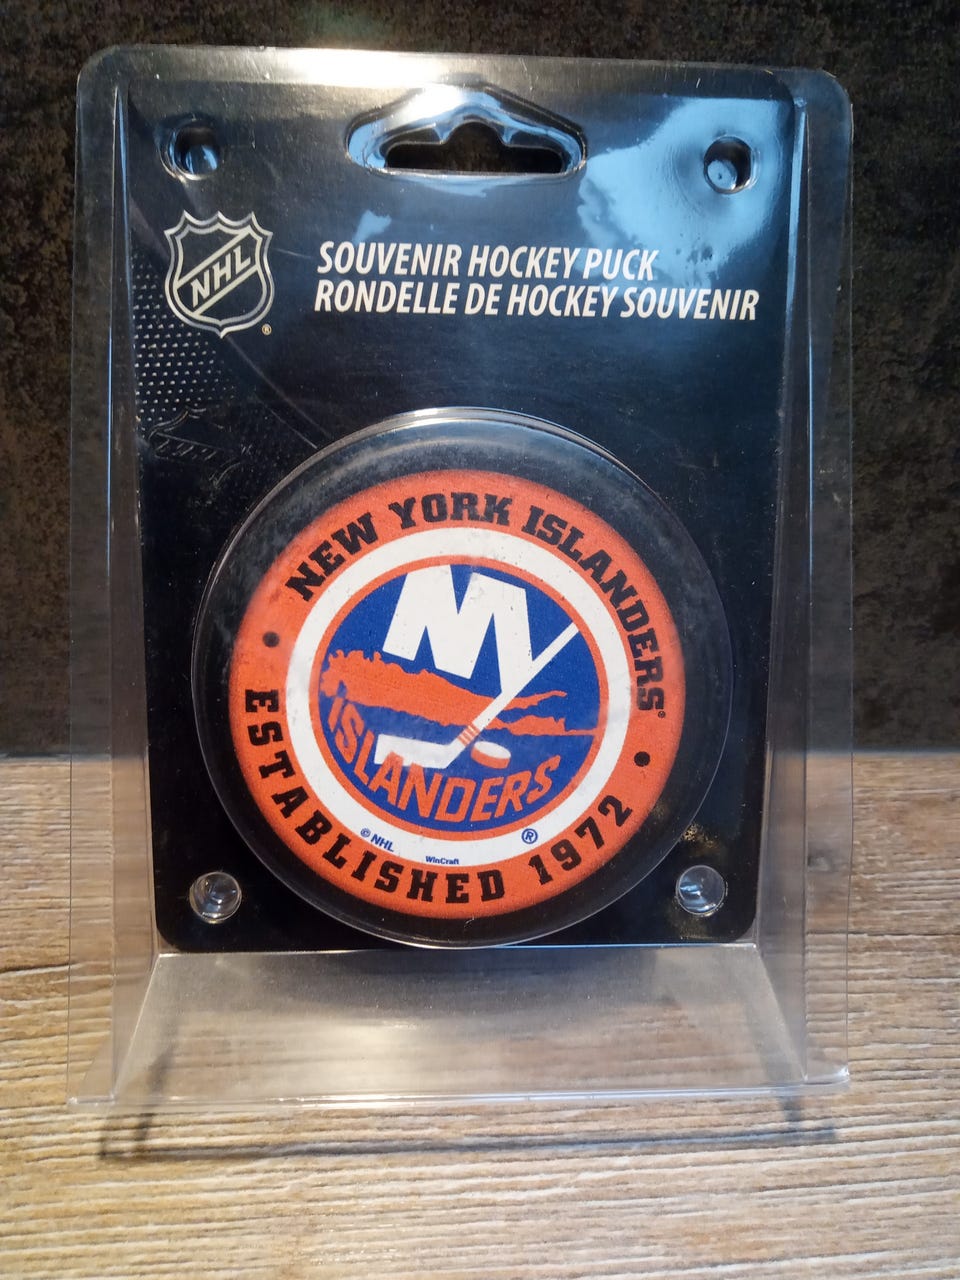 NHL
®
SOUVENIR HOCKEY PUCK
RONDELLE DE HOCKEY SOUVENIR
NEW YORK ISLANDERS®
NY
ISLANDERS
®
© NHL
WinCraft
ESTABLISHED 1972